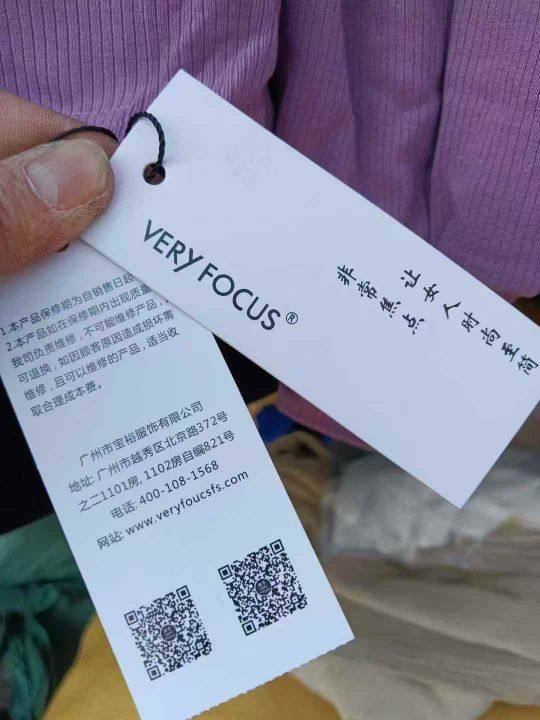 VERY FOCUS®
非常焦点
让女人时尚至简
1.本产品保修期为自销售日起
2.本产品如在保修期内出现质量
我司负责维修，不可能维修产品，
可退换，如因顾客原因造成损坏需
维修，且可以维修的产品，适当收
取合理成本费。
广州市宝裕服饰有限公司
地址: 广州市越秀区北京路372号
之二1101房, 1102房自编821号
电话: 400-108-1568
网站: www.veryfoucsfs.com